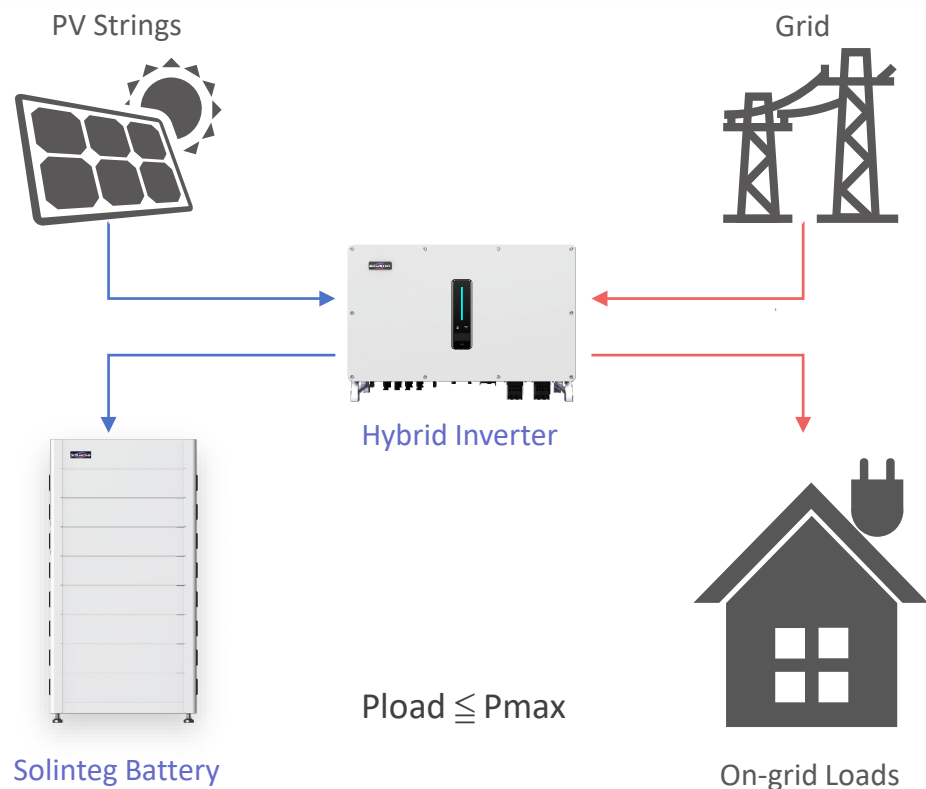 PV Strings
Grid
Hybrid Inverter
Pload ≦ Pmax
Solinteg Battery
On-grid Loads